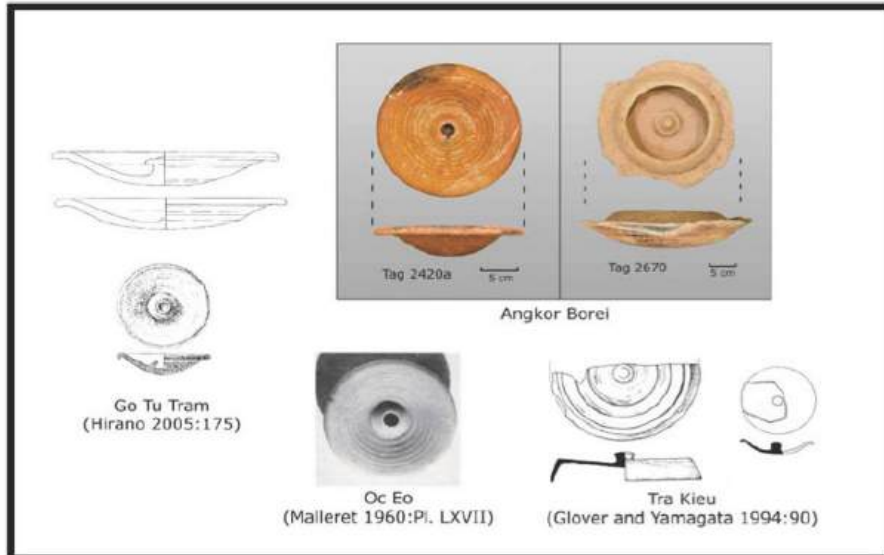 Tag 2420a
5 cm
Tag 2670
5 cm
Angkor Borei
Go Tu Tram
(Hirano 2005:175)
Oc Eo
(Malleret 1960:Pl. LXVII)
Tra Kieu
(Glover and Yamagata 1994:90)